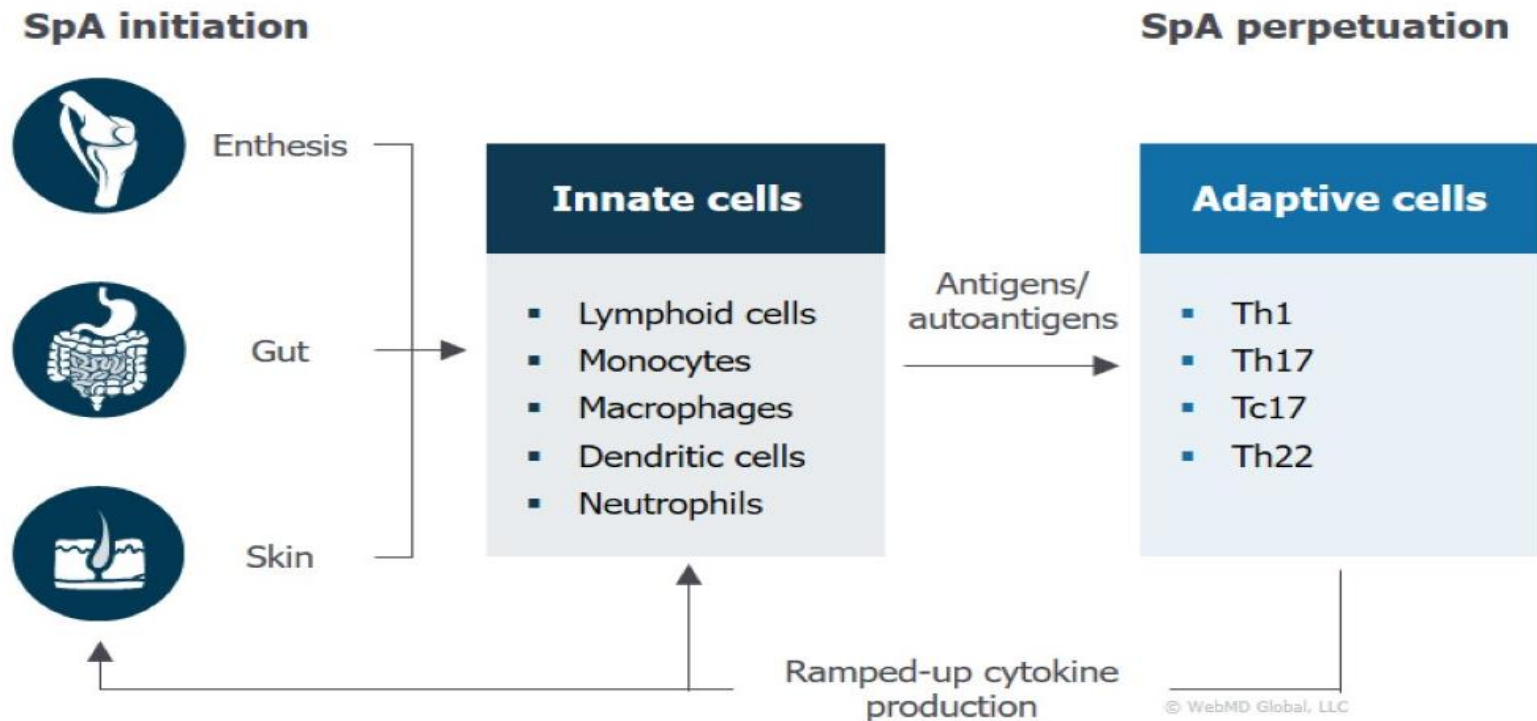 SpA initiation
SpA perpetuation
Enthesis
Gut
Skin
Innate cells
▪ Lymphoid cells
▪ Monocytes
▪ Macrophages
▪ Dendritic cells
▪ Neutrophils
Antigens/
autoantigens
Adaptive cells
▪ Th1
▪ Th17
▪ Tc17
▪ Th22
Ramped-up cytokine
production
© WebMD Global, LLC